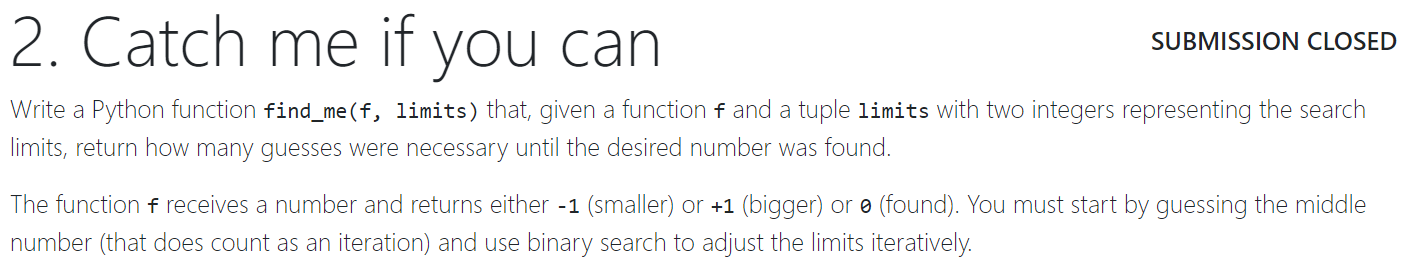 2. Catch me if you can
SUBMISSION CLOSED
Write a Python function find_me(f, limits) that, given a function f and a tuple limits with two integers representing the search
limits, return how many guesses were necessary until the desired number was found.
The function f receives a number and returns either -1 (smaller) or +1 (bigger) or 0 (found). You must start by guessing the middle
number (that does count as an iteration) and use binary search to adjust the limits iteratively.